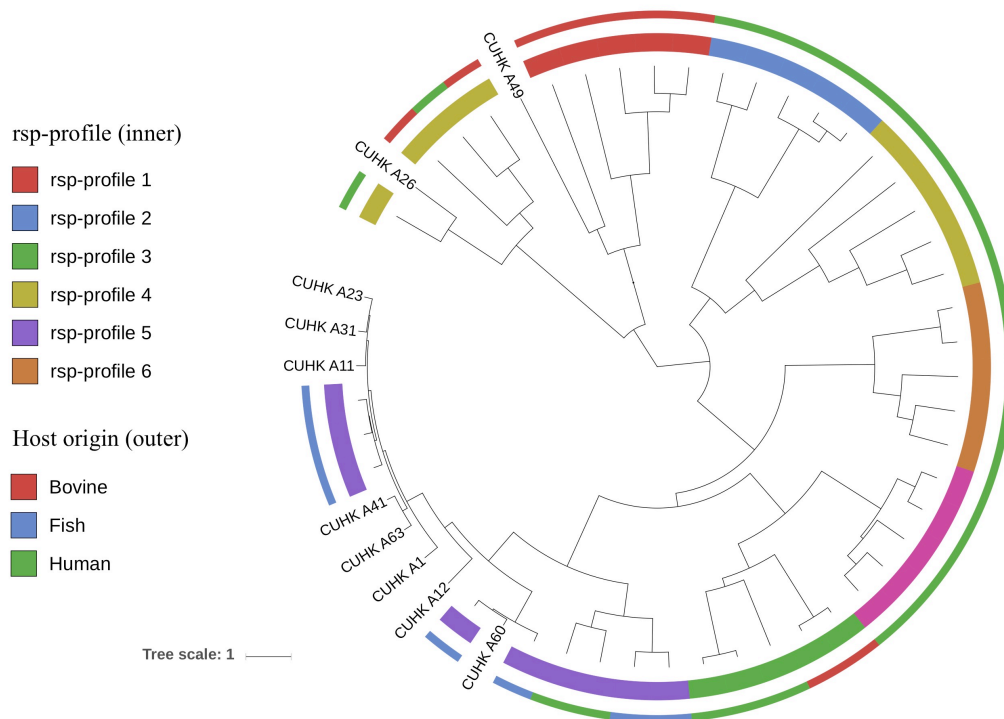 rsp-profile (inner)
rsp-profile 1
rsp-profile 2
rsp-profile 3
rsp-profile 4
rsp-profile 5
rsp-profile 6
Host origin (outer)
Bovine
Fish
Human
Tree scale: 1
CUHK A49
CUHK A26
CUHK A23
CUHK A31
CUHK A11
CUHK A41
CUHK A63
CUHK A1
CUHK A12
CUHK A60